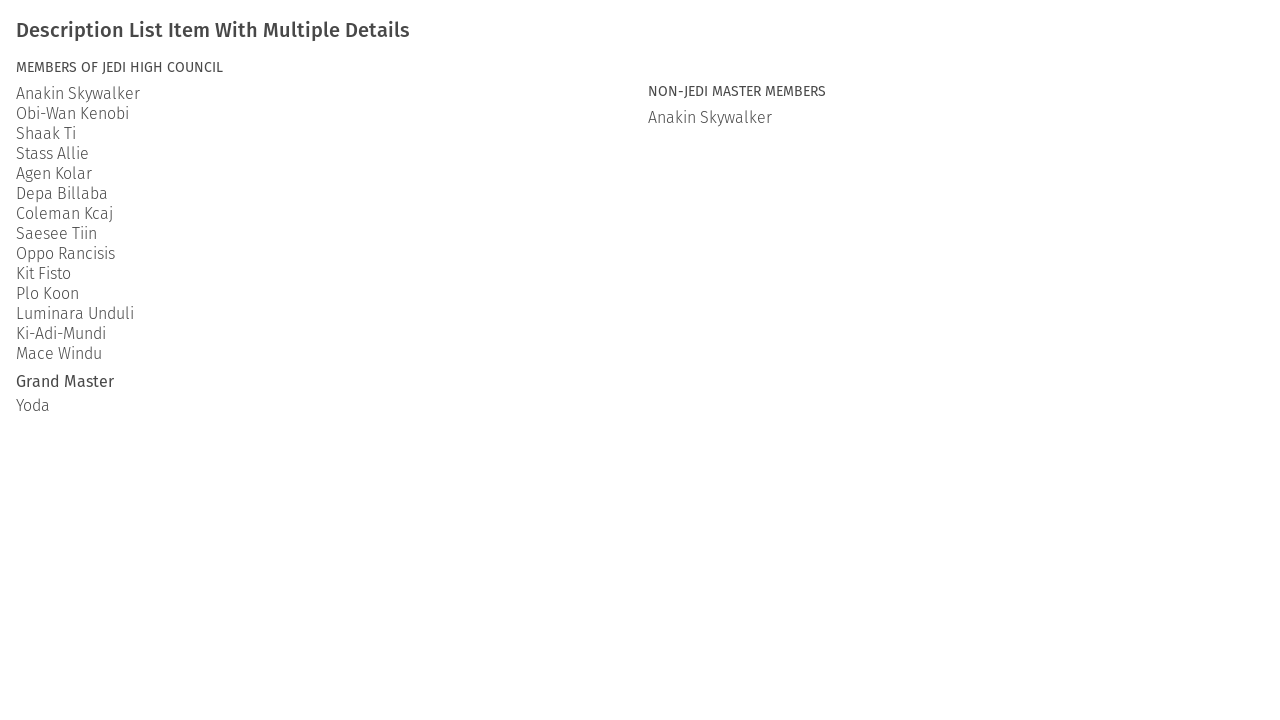 Description List Item With Multiple Details
MEMBERS OF JEDI HIGH COUNCIL
Anakin Skywalker
Obi-Wan Kenobi
Shaak Ti
Stass Allie
Agen Kolar
Depa Billaba
Coleman Kcaj
Saesee Tiin
Oppo Rancisis
Kit Fisto
Plo Koon
Luminara Unduli
Ki-Adi-Mundi
Mace Windu
Grand Master
Yoda
NON-JEDI MASTER MEMBERS
Anakin Skywalker